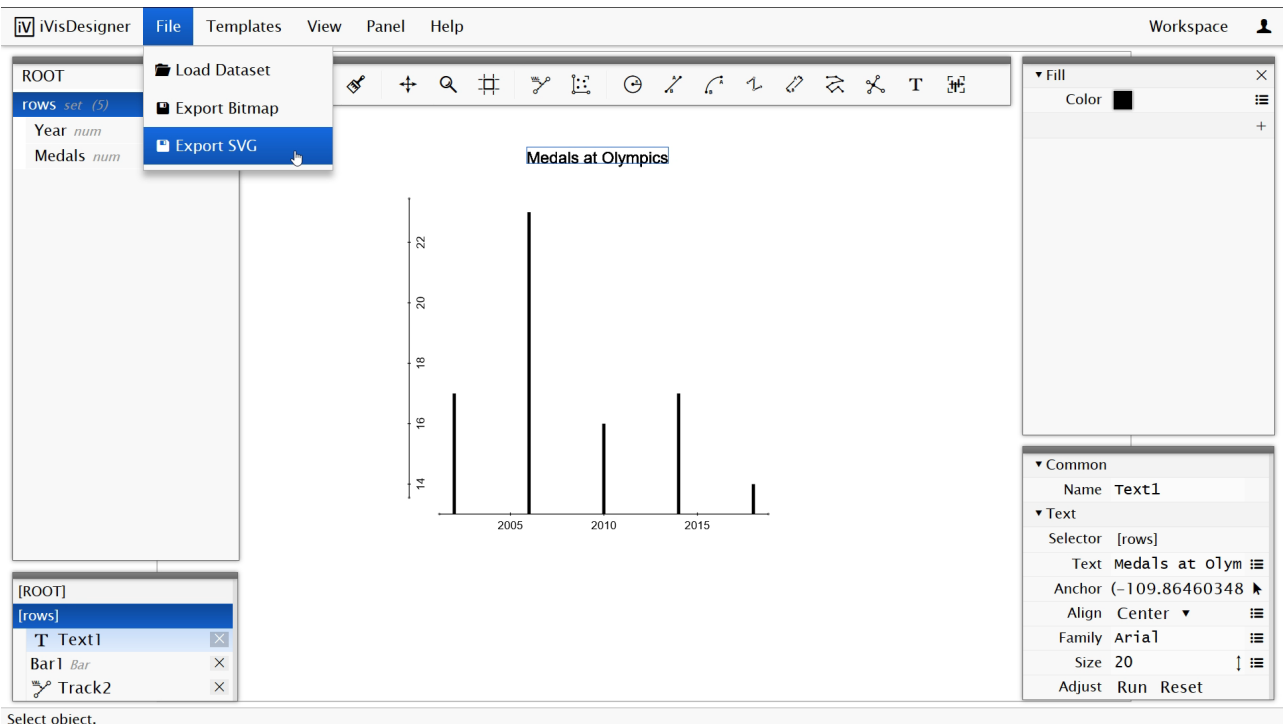 iV iVisDesigner File Templates View Panel Help Workspace
ROOT
rows set (5)
Year num
Medals num
Load Dataset
Export Bitmap
Export SVG
T
Medals at Olympics
22
20
18
16
14
2005 2010 2015
Fill
Color
[ROOT]
[rows]
T Text1
Bar1 Bar
Track2
Common
Name Text1
Text
Selector [rows]
Text Medals at Olym
Anchor (-109.86460348
Align Center
Family Arial
Size 20
Adjust Run Reset
Select object.